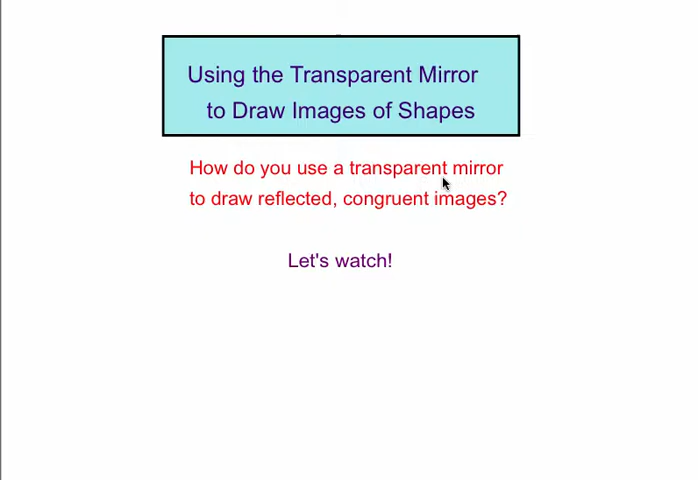 Using the Transparent Mirror
to Draw Images of Shapes
How do you use a transparent mirror
to draw reflected, congruent images?
Let's watch!